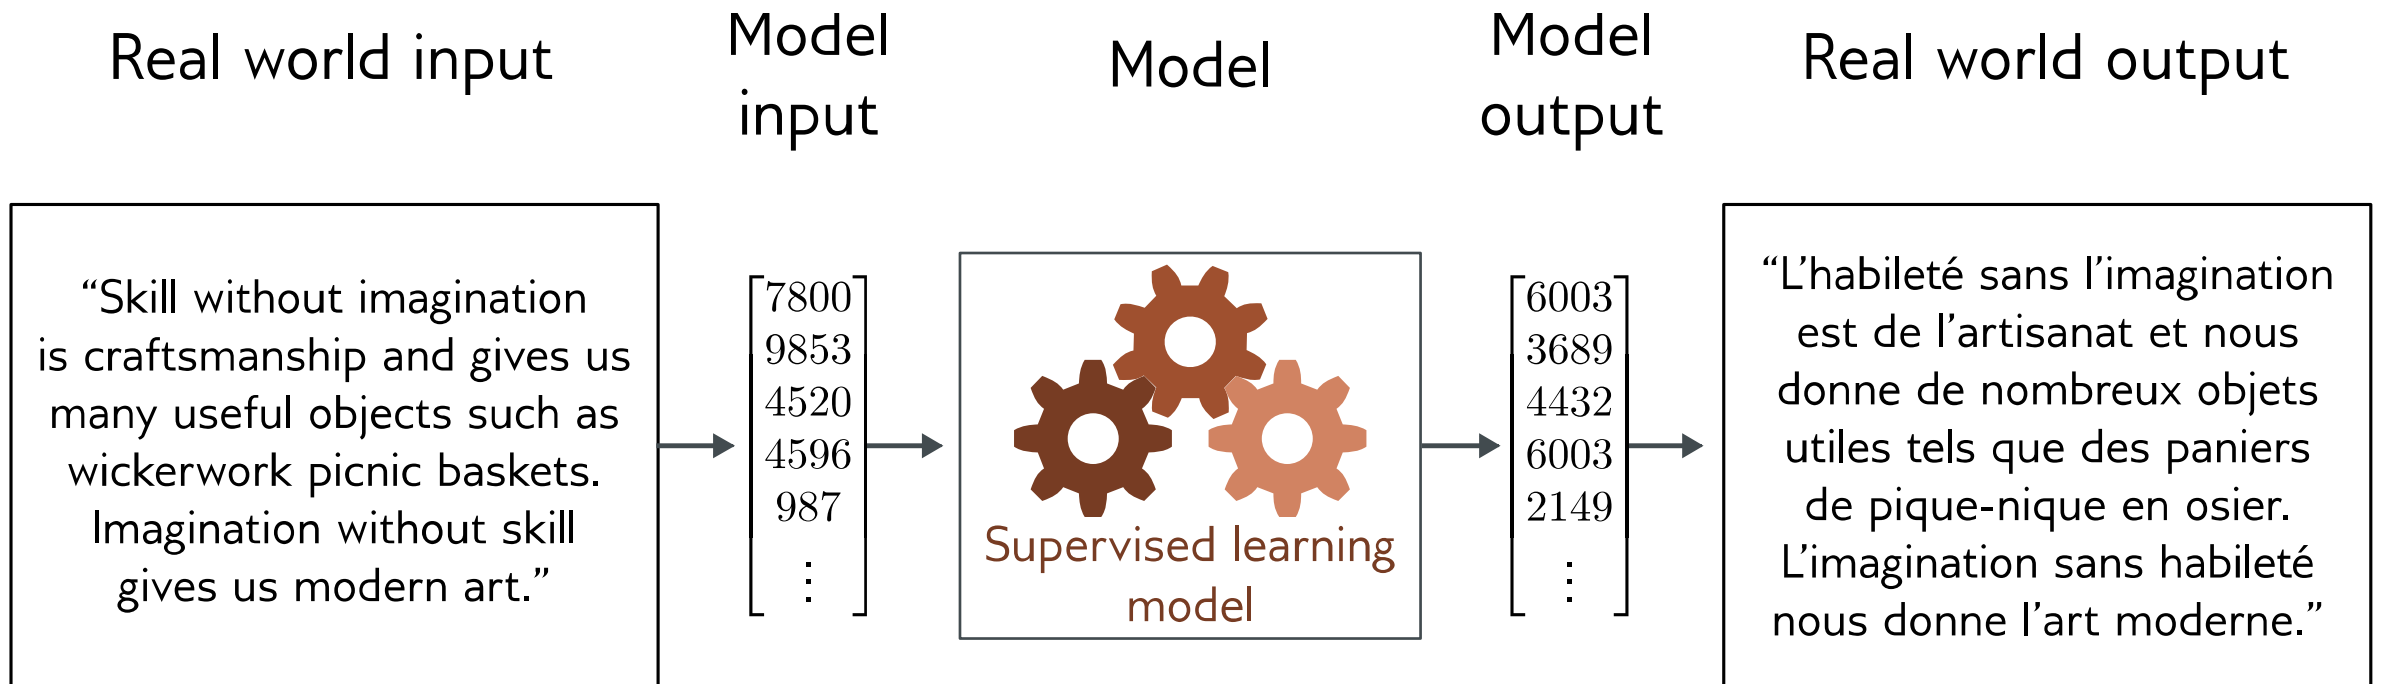 Real world input
Model
input
Model
Model
output
Real world output
“Skill without imagination
is craftsmanship and gives us
many useful objects such as
wickerwork picnic baskets.
Imagination without skill
gives us modern art.”
7800
9853
4520
4596
987
⋮
Supervised learning
model
6003
3689
4432
6003
2149
⋮
“L’habileté sans l’imagination
est de l’artisanat et nous
donne de nombreux objets
utiles tels que des paniers
de pique-nique en osier.
L’imagination sans habileté
nous donne l’art moderne.”